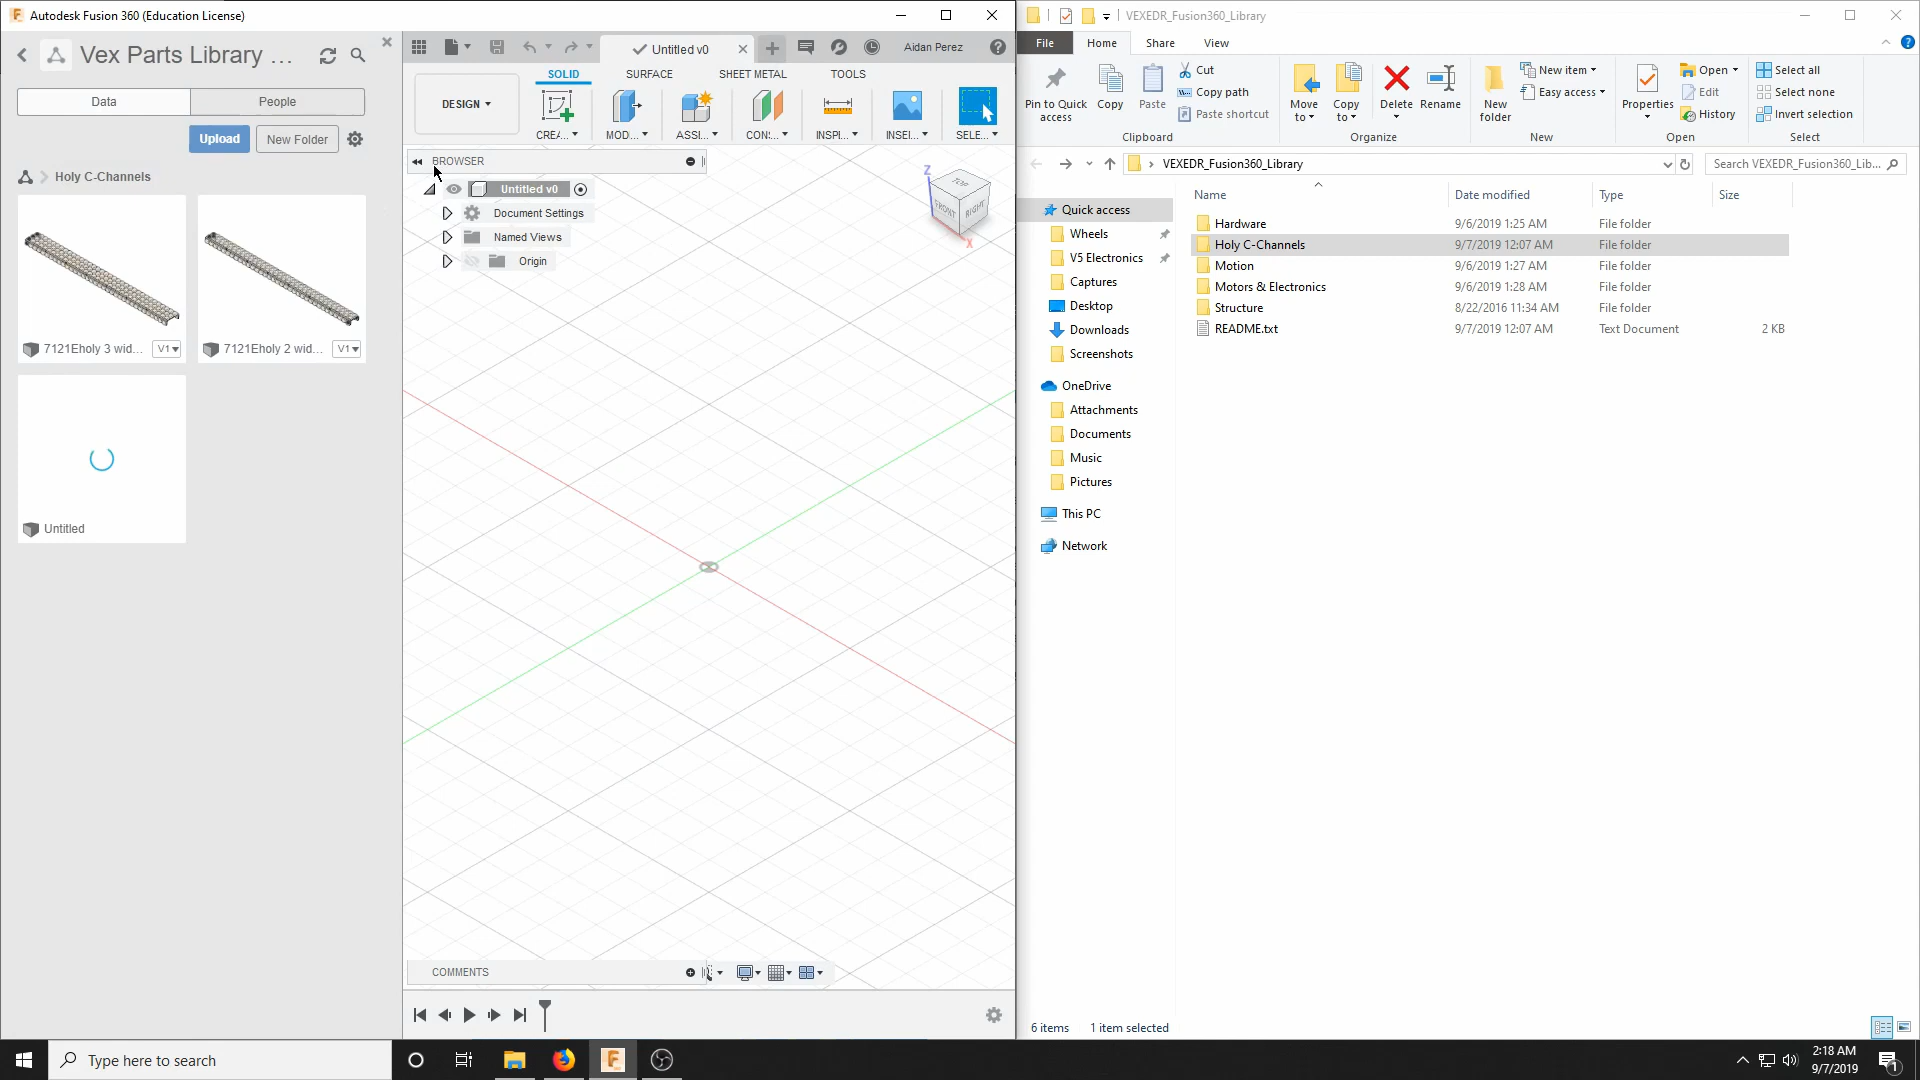 Autodesk Fusion 360 (Education License)
Vex Parts Library ...
Data
People
Upload
New Folder
Holy C-Channels
7121Eholy 3 wid...
V1
7121Eholy 2 wid...
V1
Untitled
Untitled v0
Aidan Perez
DESIGN
SOLID
SURFACE
SHEET METAL
TOOLS
CREA...
MOD...
ASSI...
CON...
INSPI...
INSEI...
SELE...
BROWSER
Untitled v0
Document Settings
Named Views
Origin
Z
TOP
FRONT
RIGHT
X
COMMENTS
VEXEDR_Fusion360_Library
File
Home
Share
View
Pin to Quick access
Copy
Paste
Cut
Copy path
Paste shortcut
Clipboard
Move to
Copy to
Delete
Rename
Organize
New folder
New item
Easy access
New
Properties
Open
Edit
History
Open
Select all
Select none
Invert selection
Select
VEXEDR_Fusion360_Library
Search VEXEDR_Fusion360_Lib...
Quick access
Wheels
V5 Electronics
Captures
Desktop
Downloads
Screenshots
OneDrive
Attachments
Documents
Music
Pictures
This PC
Network
Name Date modified Type Size
Hardware 9/6/2019 1:25 AM File folder
Holy C-Channels 9/7/2019 12:07 AM File folder
Motion 9/6/2019 1:27 AM File folder
Motors & Electronics 9/6/2019 1:28 AM File folder
Structure 8/22/2016 11:34 AM File folder
README.txt 9/7/2019 12:07 AM Text Document 2 KB
6 items 1 item selected
Type here to search
2:18 AM
9/7/2019
1